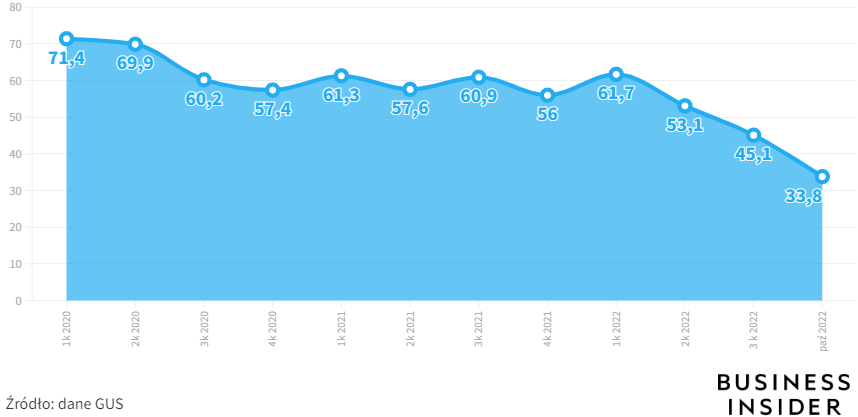 80
70
60
50
40
30
20
10
0
71,4
69,9
60,2
57,4
61,3
57,6
60,9
56
61,7
53,1
45,1
33,8
1k 2020
2k 2020
3k 2020
4k 2020
1k 2021
2k 2021
3k 2021
4k 2021
1k 2022
2k 2022
3 k 2022
paź 2022
Źródło: dane GUS
BUSINESS
INSIDER